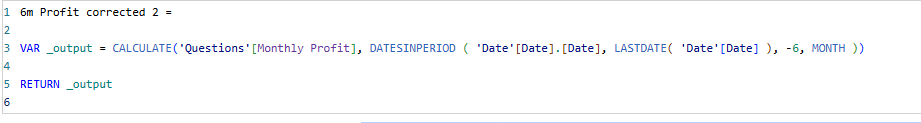 1 6m Profit corrected 2 =
2
3 VAR _output = CALCULATE('Questions'[Monthly Profit], DATESINPERIOD ( 'Date'[Date].[Date], LASTDATE( 'Date'[Date] ), -6, MONTH ))
4
5 RETURN _output
6